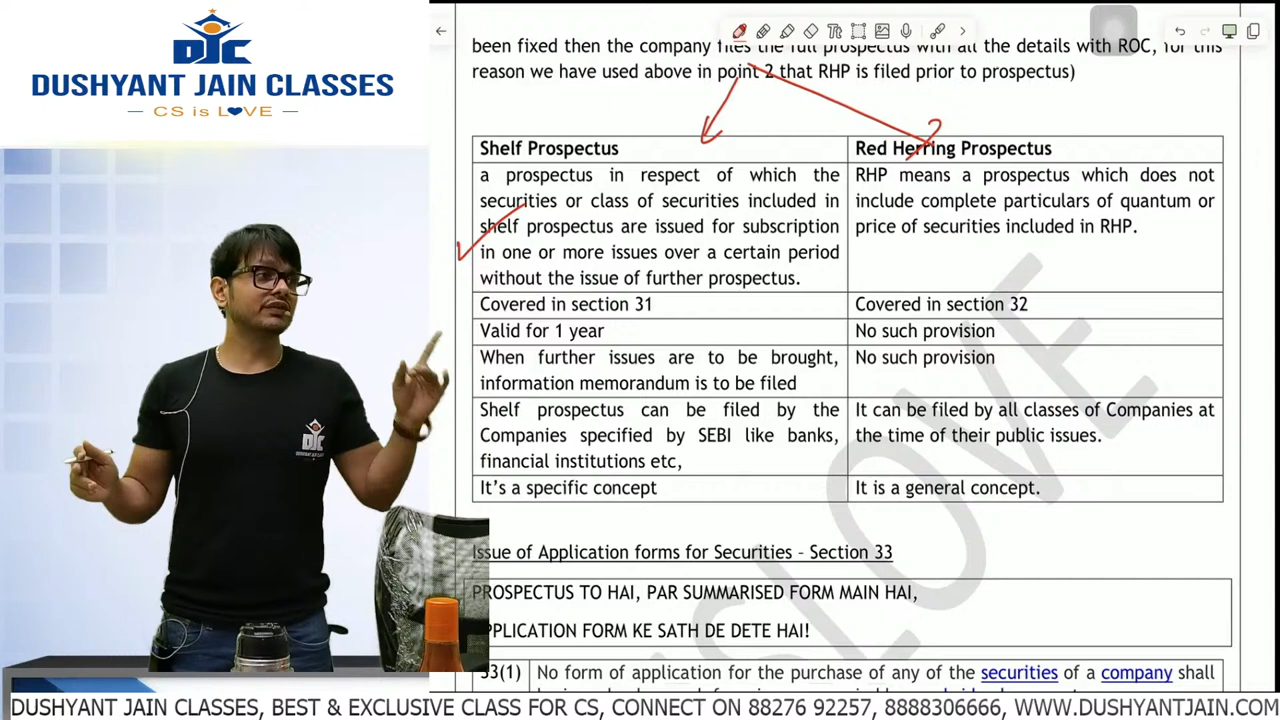 DJC
DUSHYANT JAIN CLASSES
CS is LOVE
been fixed then the company files the full prospectus with all the details with ROC, for this
reason we have used above in point 2 that RHP is filed prior to prospectus)
Shelf Prospectus
Red Herring Prospectus
a prospectus in respect of which the
securities or class of securities included in
shelf prospectus are issued for subscription
in one or more issues over a certain period
without the issue of further prospectus.
RHP means a prospectus which does not
include complete particulars of quantum or
price of securities included in RHP.
Covered in section 31
Covered in section 32
Valid for 1 year
No such provision
When further issues are to be brought,
information memorandum is to be filed
No such provision
Shelf prospectus can be filed by the
Companies specified by SEBI like banks,
financial institutions etc,
It can be filed by all classes of Companies at
the time of their public issues.
It's a specific concept
It is a general concept.
Issue of Application forms for Securities – Section 33
PROSPECTUS TO HAI, PAR SUMMARISED FORM MAIN HAI,
PPLICATION FORM KE SATH DE DETE HAI!
33(1)
No form of application for the purchase of any of the securities of a company shall
DJC
SLOVE
DUSHYANT JAIN CLASSES, BEST & EXCLUSIVE CLASS FOR CS, CONNECT ON 88276 92257, 8888306666, WWW.DUSHYANTJAIN.COM